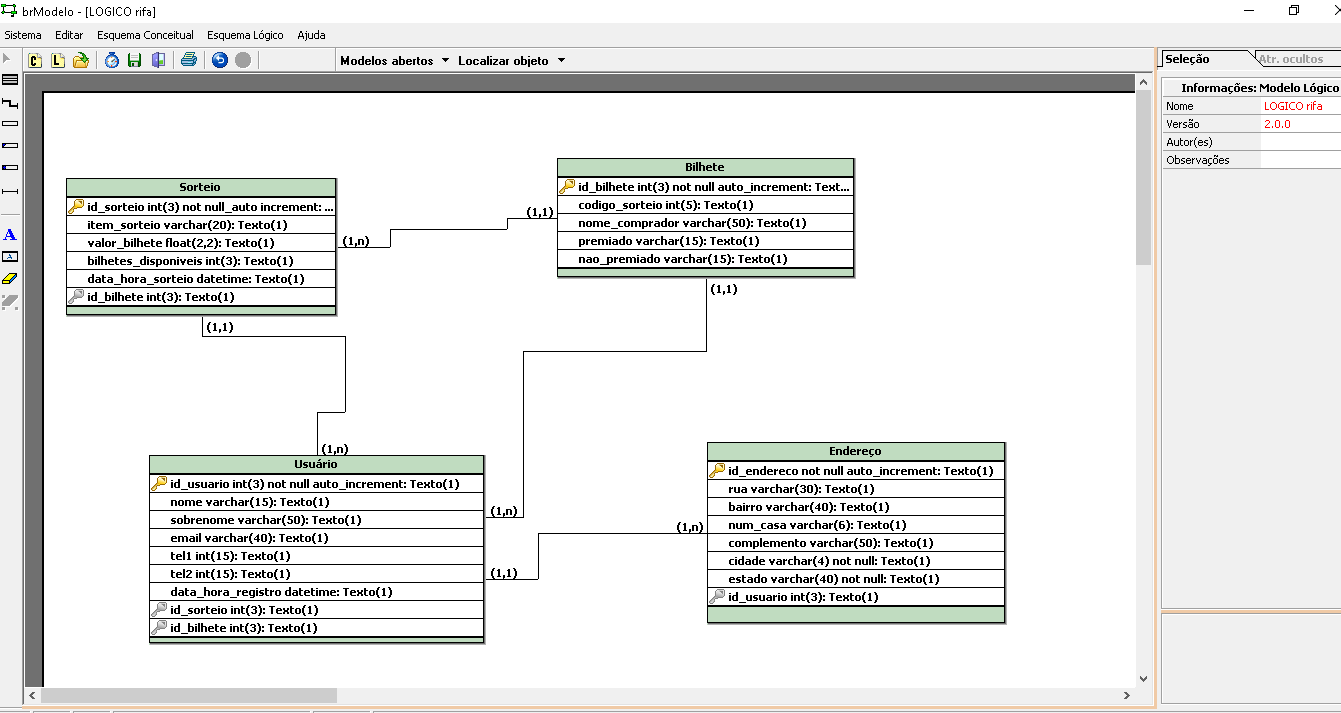 brModelo - [LOGICO rifa]
Sistema Editar Esquema Conceitual Esquema Lógico Ajuda
C L Modelos abertos Localizar objeto
Seleção Atr. ocultos
Informações: Modelo Lógico
Nome LOGICO rifa
Versão 2.0.0
Autor(es)
Observações
A
A
Sorteio
id_sorteio int(3) not null_auto increment: ...
item_sorteio varchar(20): Texto(1)
valor_bilhete float(2,2): Texto(1)
bilhetes_disponiveis int(3): Texto(1)
data_hora_sorteio datetime: Texto(1)
id_bilhete int(3): Texto(1)
(1,n)
(1,1)
Bilhete
id_bilhete int(3) not null auto_increment: Text...
codigo_sorteio int(5): Texto(1)
nome_comprador varchar(50): Texto(1)
premiado varchar(15): Texto(1)
nao_premiado varchar(15): Texto(1)
(1,1)
(1,1)
(1,n)
Usuário
id_usuario int(3) not null auto_increment: Texto(1)
nome varchar(15): Texto(1)
sobrenome varchar(50): Texto(1)
email varchar(40): Texto(1)
tel1 int(15): Texto(1)
tel2 int(15): Texto(1)
data_hora_registro datetime: Texto(1)
id_sorteio int(3): Texto(1)
id_bilhete int(3): Texto(1)
(1,n)
(1,1)
(1,n)
Endereço
id_endereco not null auto_increment: Texto(1)
rua varchar(30): Texto(1)
bairro varchar(40): Texto(1)
num_casa varchar(6): Texto(1)
complemento varchar(50): Texto(1)
cidade varchar(4) not null: Texto(1)
estado varchar(40) not null: Texto(1)
id_usuario int(3): Texto(1)